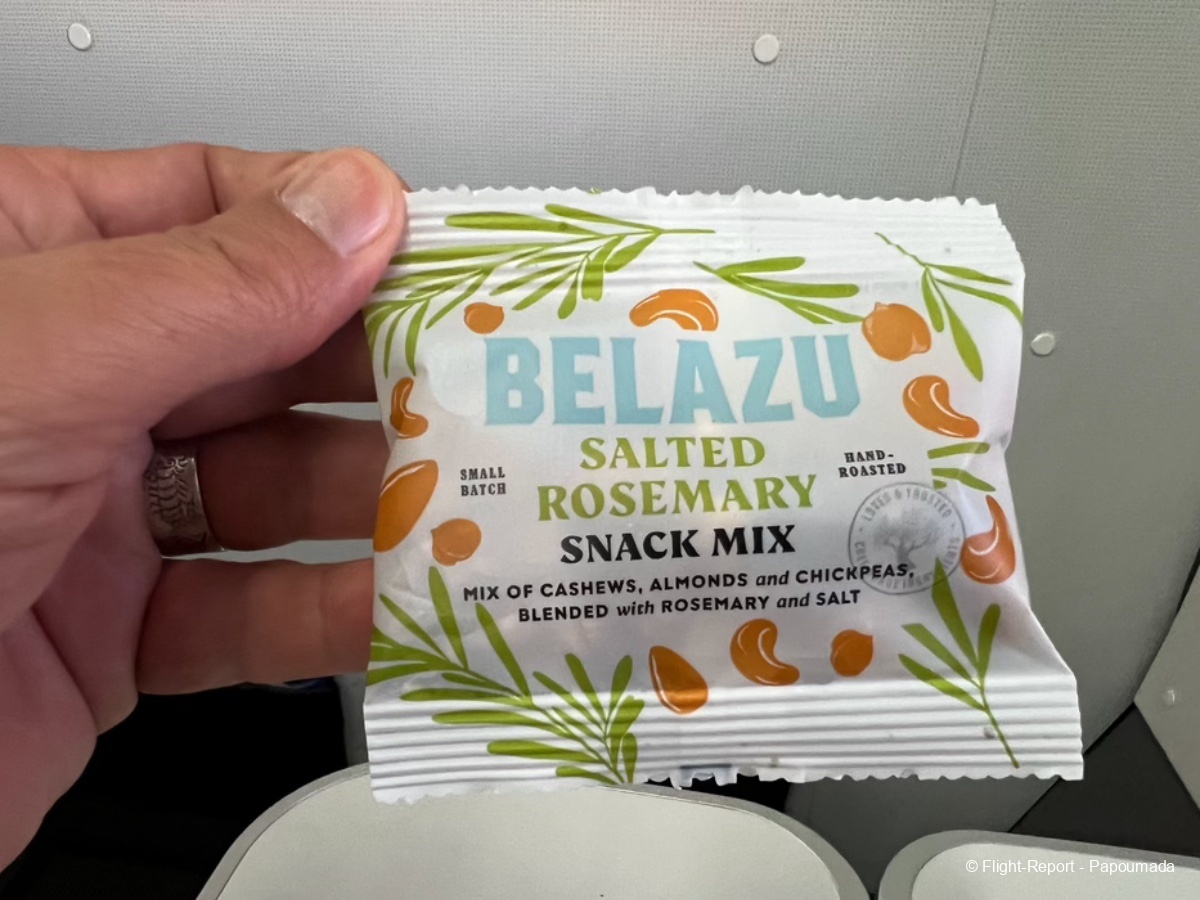 BELAZU
SALTED
ROSEMARY
SMALL
BATCH
HAND-
ROASTED
SNACK MIX
MIX OF CASHEWS, ALMONDS and CHICKPEAS,
BLENDED with ROSEMARY and SALT
LOVED & TRUSTED
© Flight-Report - Papoumada